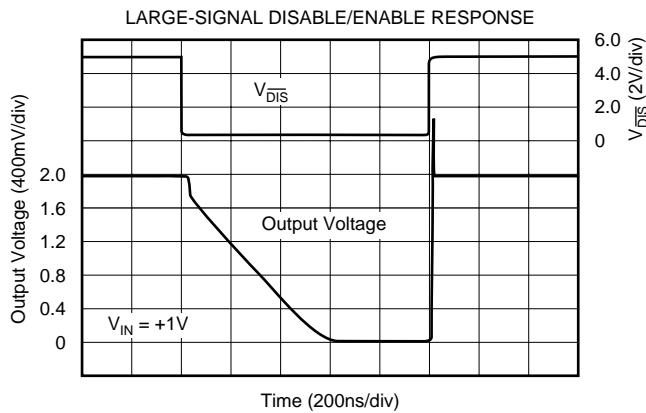 LARGE-SIGNAL DISABLE/ENABLE RESPONSE
Output Voltage (400mV/div)
2.0
1.6
1.2
0.8
0.4
0
6.0
4.0
2.0
0
V_DIS (2V/div)
V_DIS
Output Voltage
V_IN = +1V
Time (200ns/div)